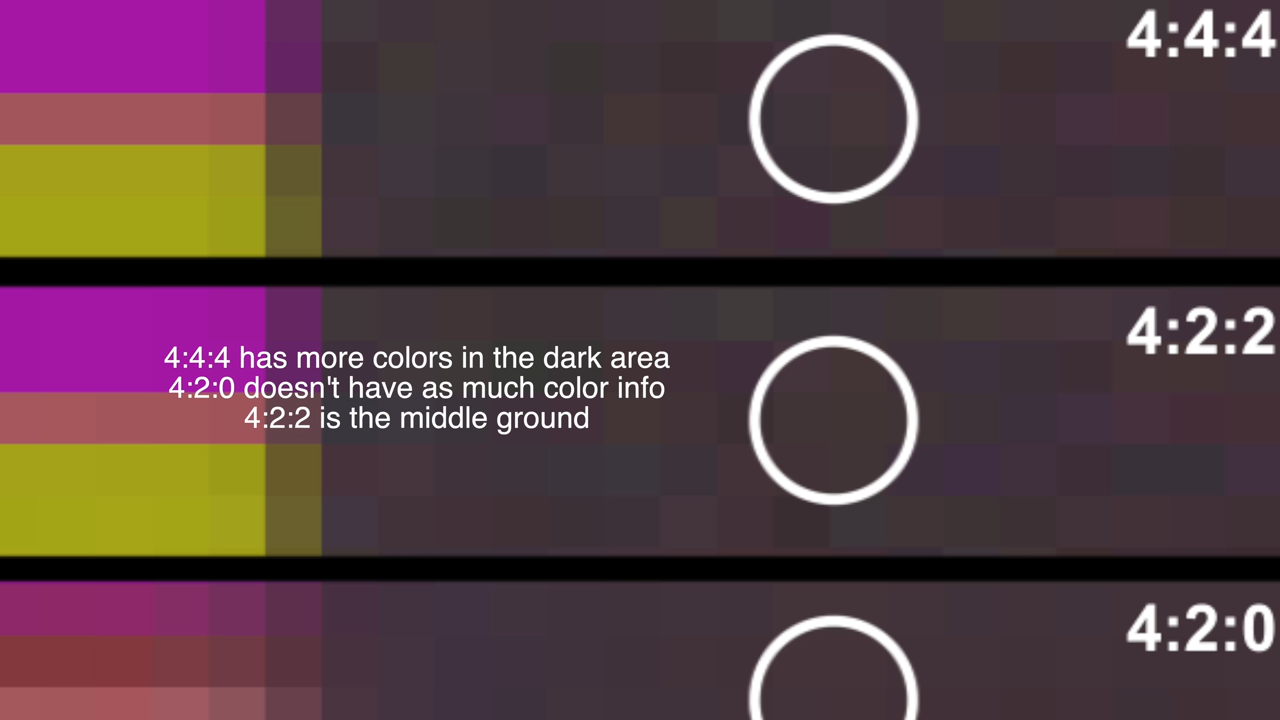 4:4:4
4:2:2
4:4:4 has more colors in the dark area
4:2:0 doesn't have as much color info
4:2:2 is the middle ground
4:2:0